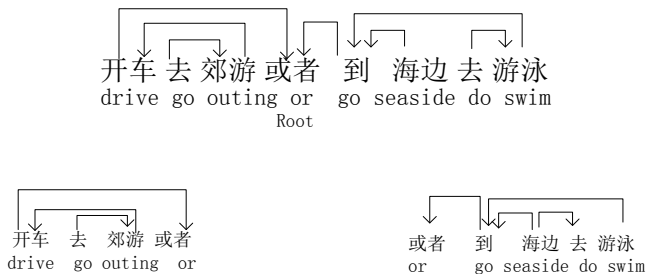 开车 去 郊游 或者 到 海边 去 游泳
drive go outing or go seaside do swim
Root
开车 去 郊游 或者
drive go outing or
或者 到 海边 去 游泳
or go seaside do swim